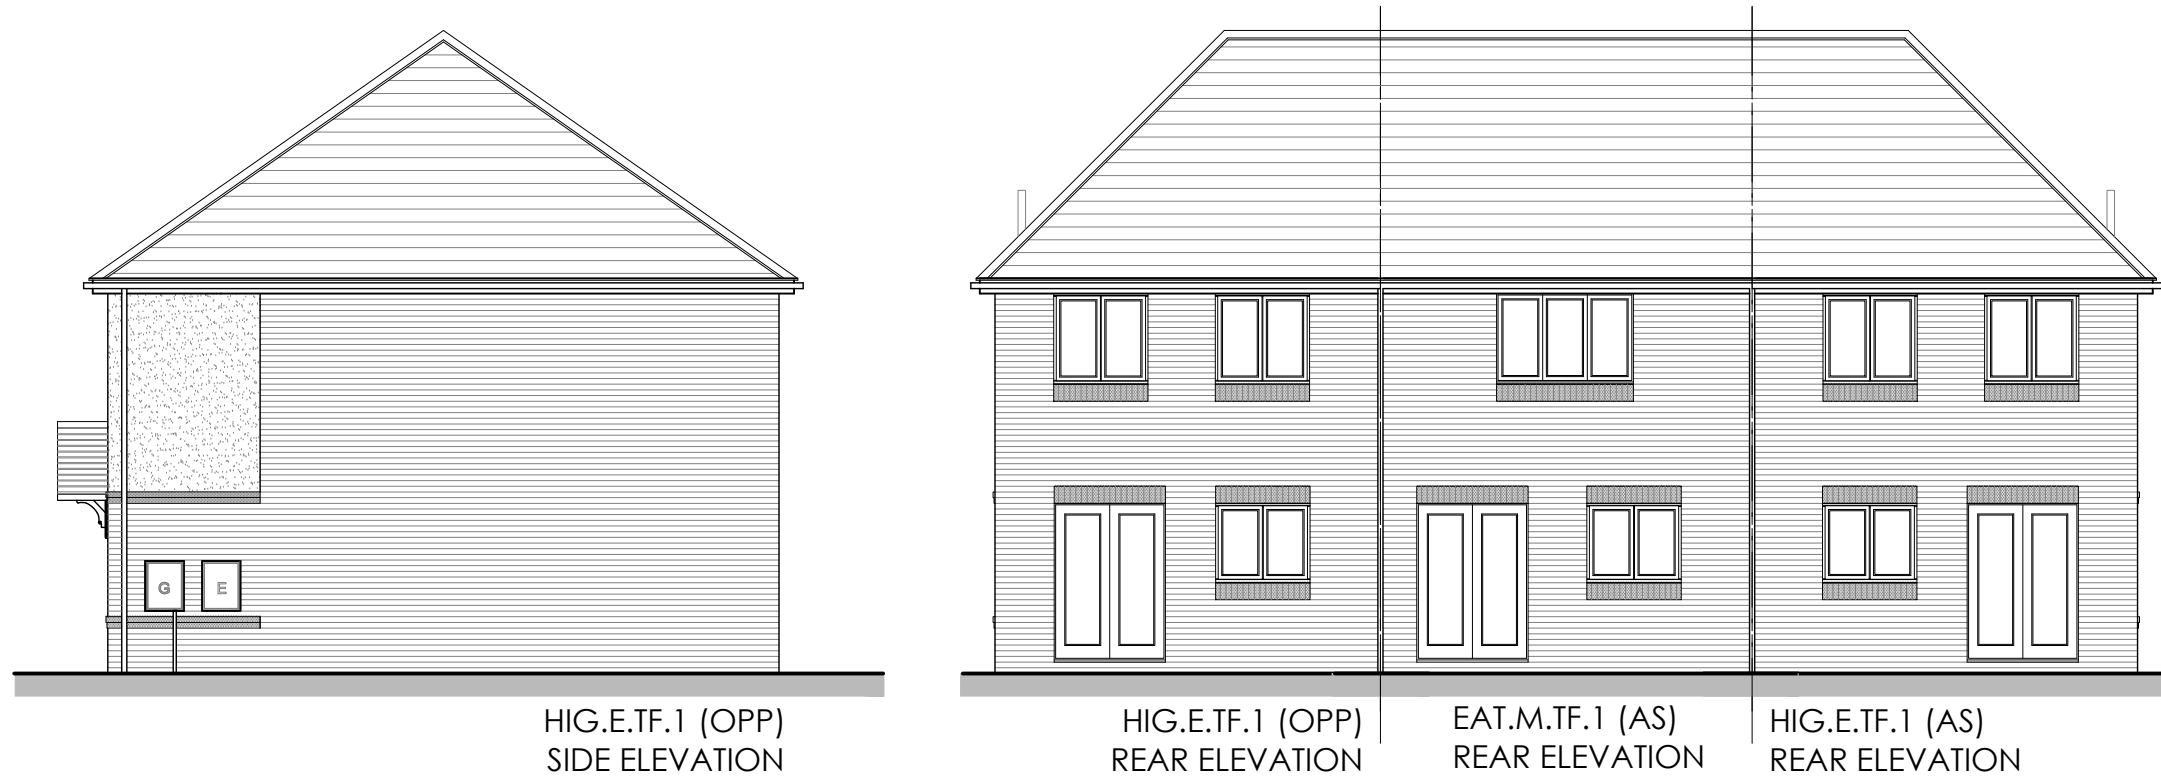 G E
HIG.E.TF.1 (OPP)
SIDE ELEVATION
HIG.E.TF.1 (OPP)
REAR ELEVATION
EAT.M.TF.1 (AS)
REAR ELEVATION
HIG.E.TF.1 (AS)
REAR ELEVATION